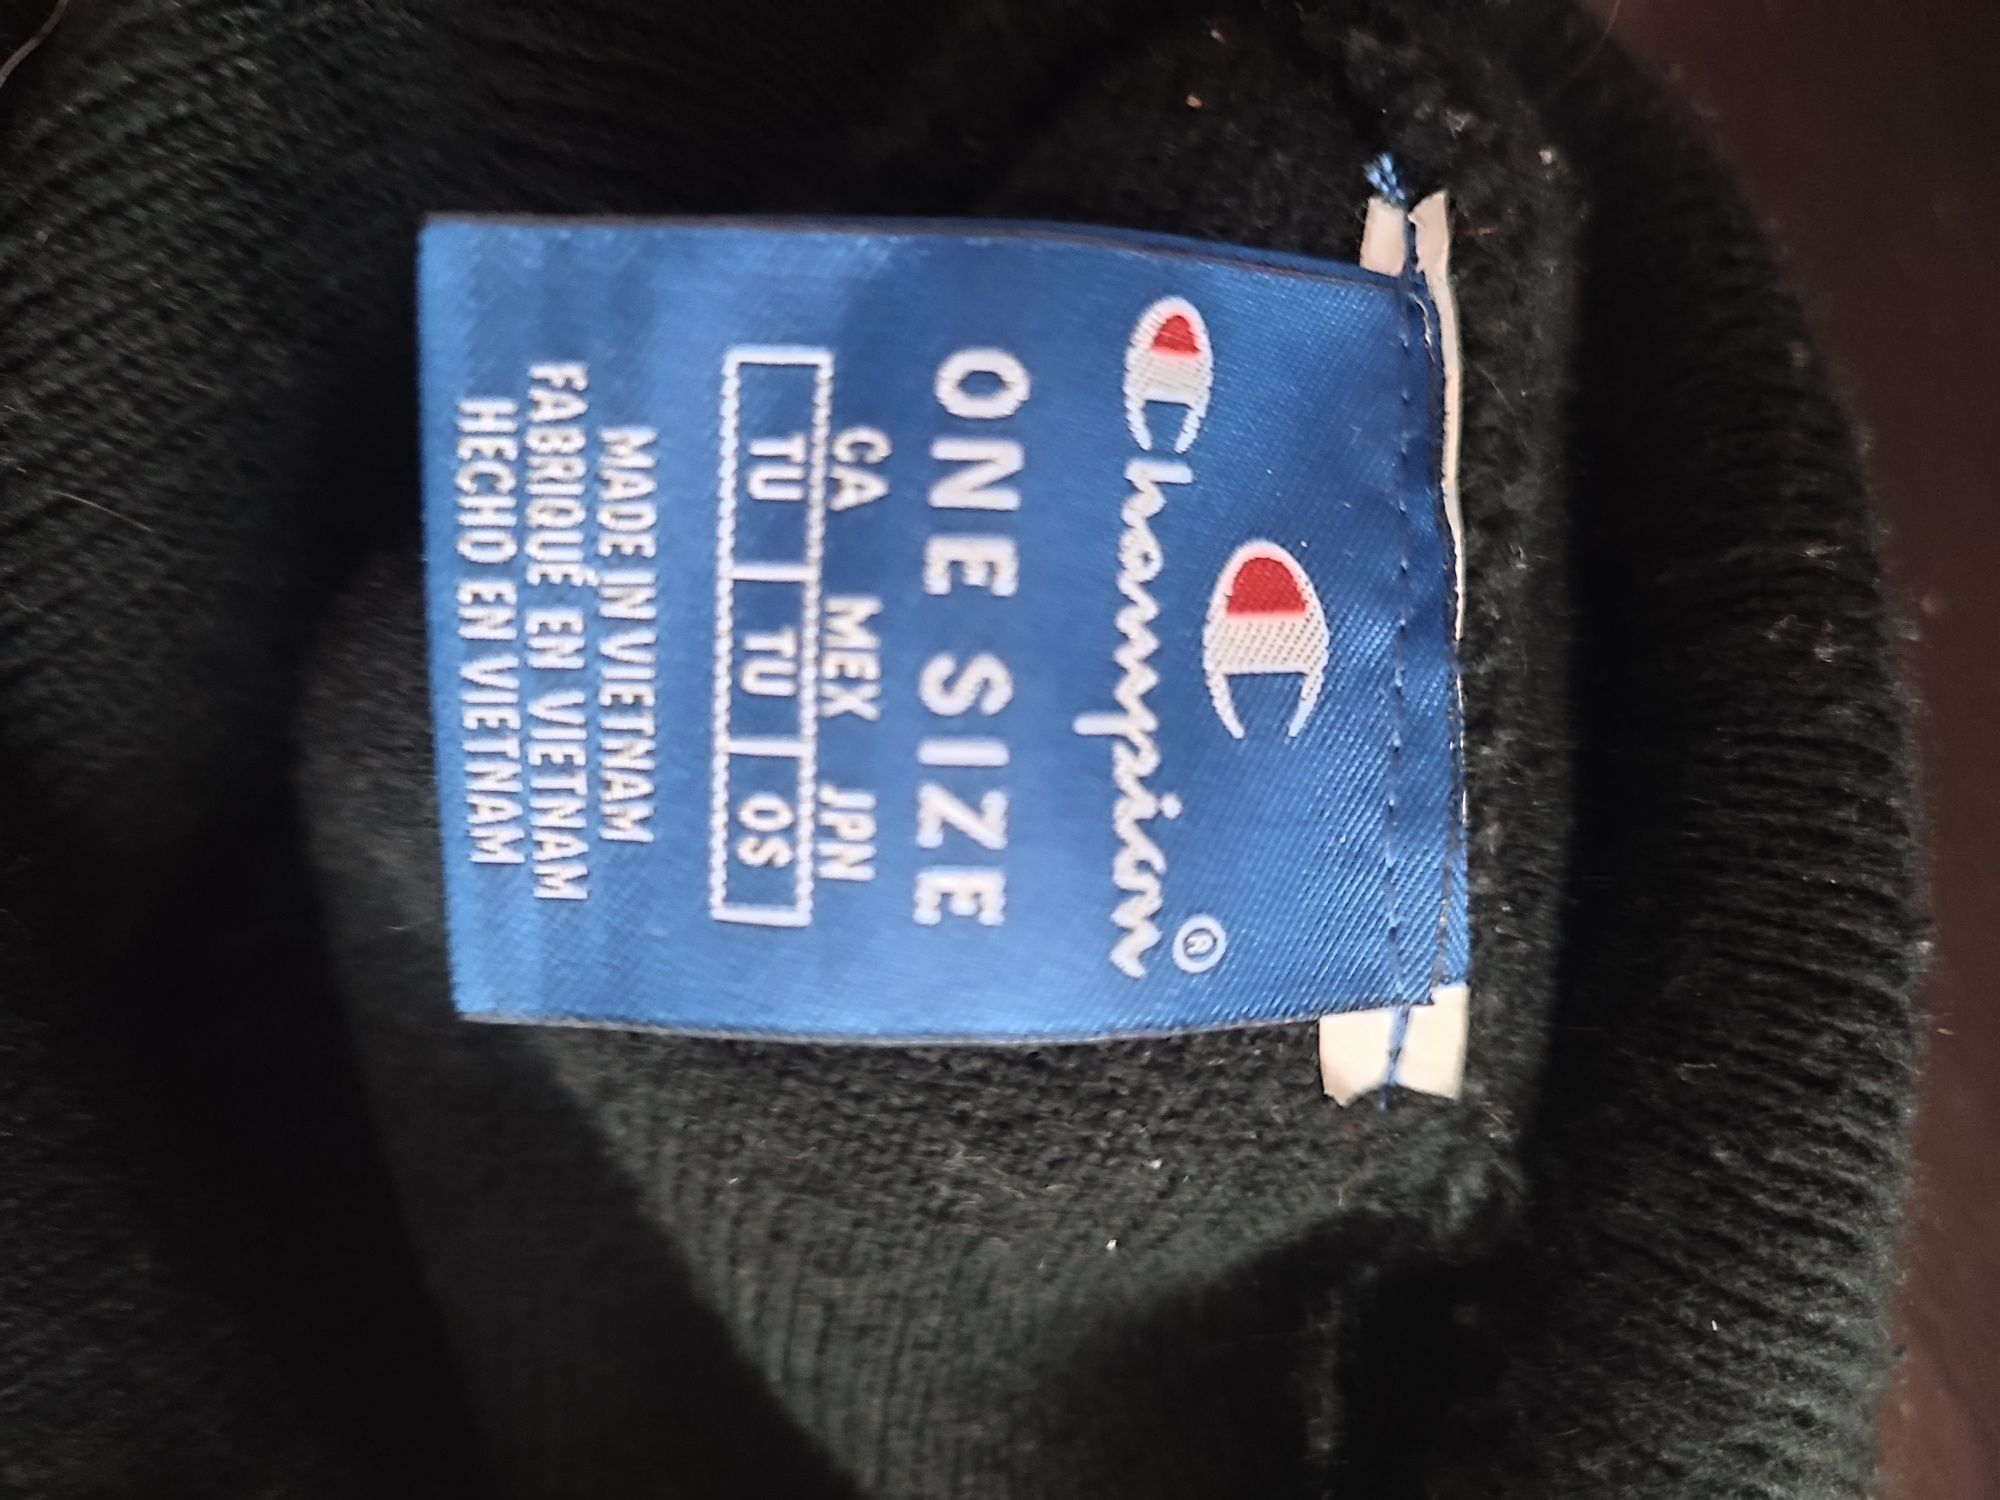 Champion®
ONE SIZE
CA MEX JPN
TU TU OS
MADE IN VIETNAM
FABRIQUÉ EN VIETNAM
HECHO EN VIETNAM